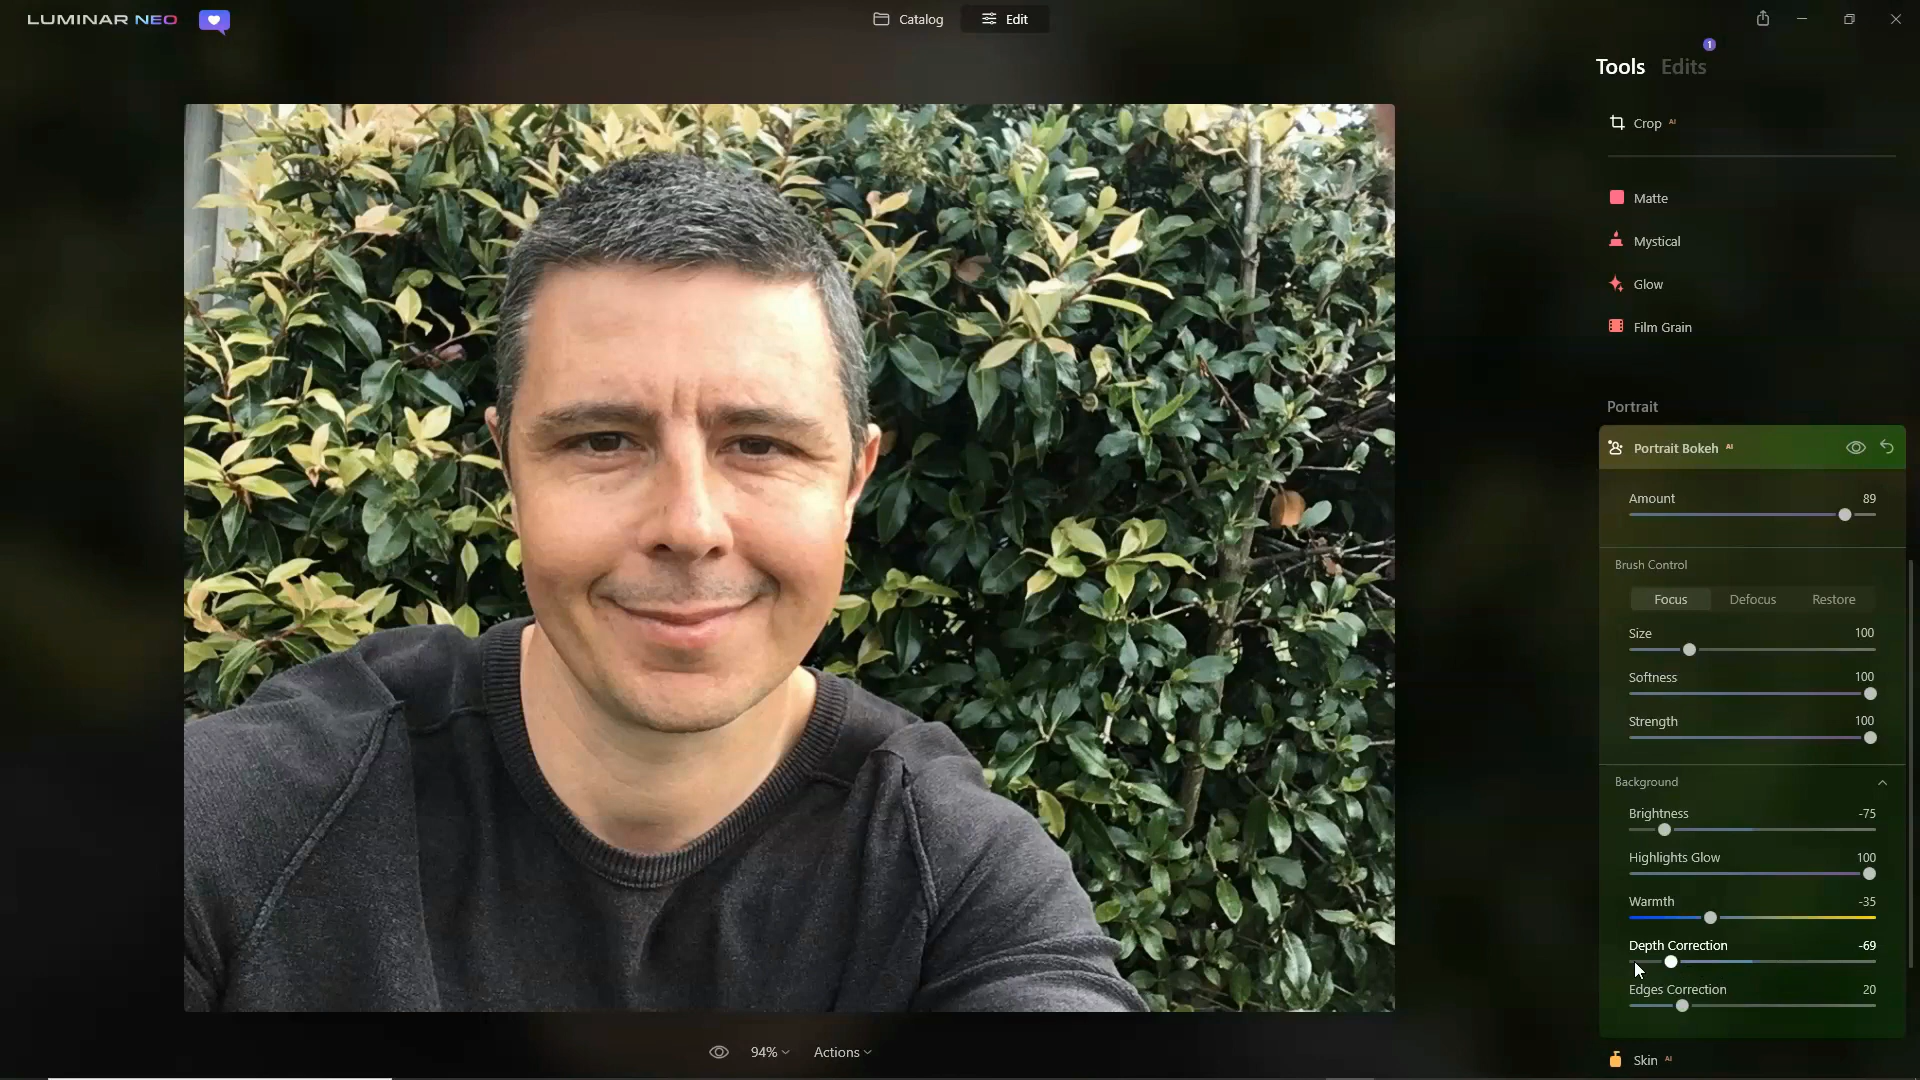 LUMINAR NEO
Catalog
Edit
1
Tools Edits
Crop AI
Matte
Mystical
Glow
Film Grain
Portrait
Portrait Bokeh AI
Amount 89
Brush Control
Focus Defocus Restore
Size 100
Softness 100
Strength 100
Background
Brightness -75
Highlights Glow 100
Warmth -35
Depth Correction -69
Edges Correction 20
94% Actions
Skin AI